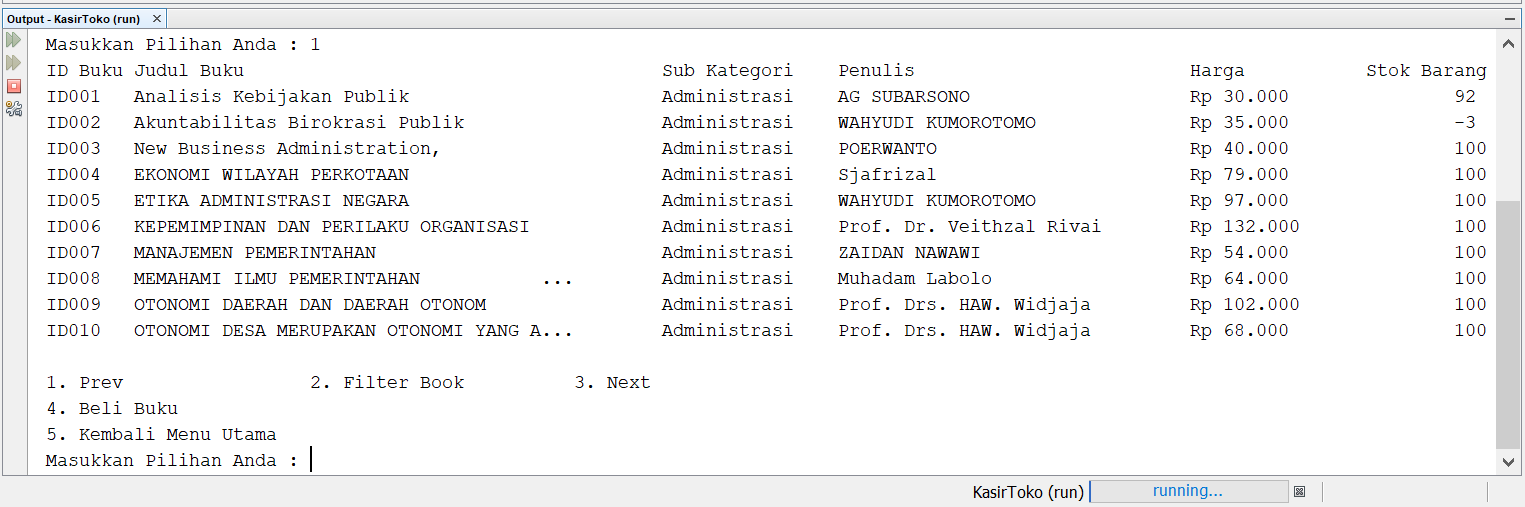 Output - KasirToko (run) ×
Masukkan Pilihan Anda : 1
ID Buku Judul Buku Sub Kategori Penulis Harga Stok Barang
ID001 Analisis Kebijakan Publik Administrasi AG SUBARSONO Rp 30.000 92
ID002 Akuntabilitas Birokrasi Publik Administrasi WAHYUDI KUMOROTOMO Rp 35.000 -3
ID003 New Business Administration, Administrasi POERWANTO Rp 40.000 100
ID004 EKONOMI WILAYAH PERKOTAAN Administrasi Sjafrizal Rp 79.000 100
ID005 ETIKA ADMINISTRASI NEGARA Administrasi WAHYUDI KUMOROTOMO Rp 97.000 100
ID006 KEPEMIMPINAN DAN PERILAKU ORGANISASI Administrasi Prof. Dr. Veithzal Rivai Rp 132.000 100
ID007 MANAJEMEN PEMERINTAHAN Administrasi ZAIDAN NAWAWI Rp 54.000 100
ID008 MEMAHAMI ILMU PEMERINTAHAN ... Administrasi Muhadam Labolo Rp 64.000 100
ID009 OTONOMI DAERAH DAN DAERAH OTONOM Administrasi Prof. Drs. HAW. Widjaja Rp 102.000 100
ID010 OTONOMI DESA MERUPAKAN OTONOMI YANG A... Administrasi Prof. Drs. HAW. Widjaja Rp 68.000 100
1. Prev 2. Filter Book 3. Next
4. Beli Buku
5. Kembali Menu Utama
Masukkan Pilihan Anda :
KasirToko (run) running...